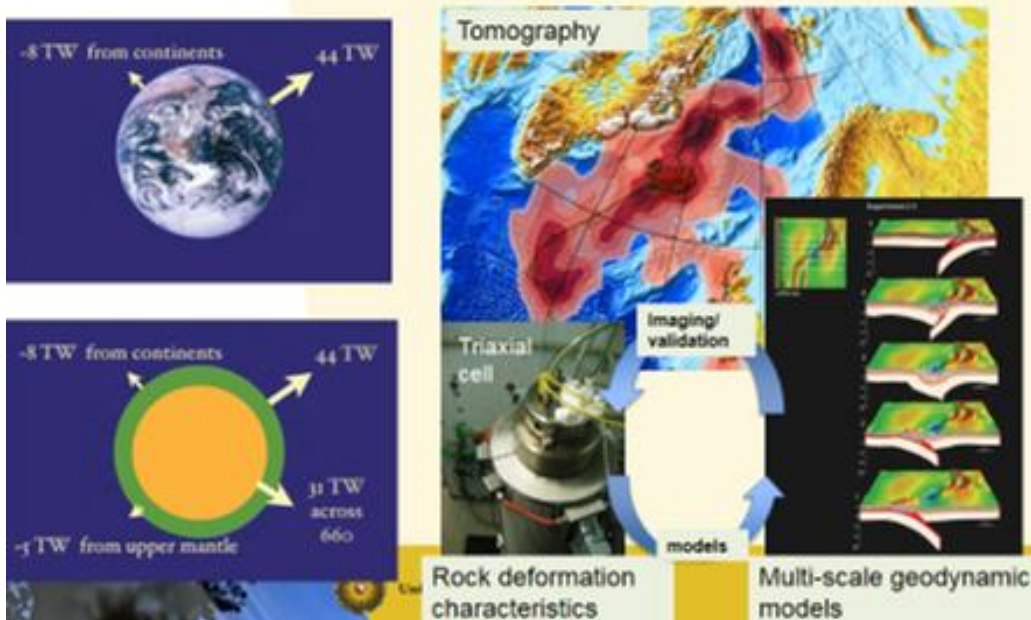 -8 TW from continents
44 TW
-8 TW from continents
44 TW
31 TW
across
660
-5 TW from upper mantle
Tomography
Triaxial
cell
Imaging/
validation
models
Rock deformation
characteristics
Multi-scale geodynamic
models